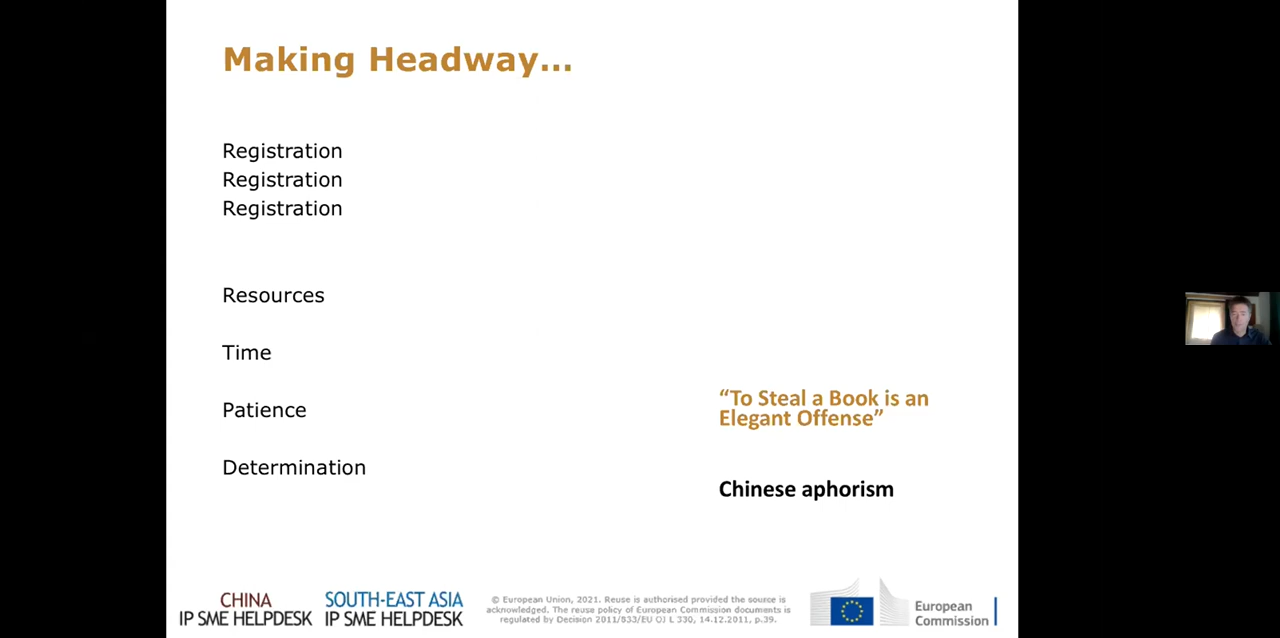 Making Headway...
Registration
Registration
Registration
Resources
Time
Patience
Determination
“To Steal a Book is an
Elegant Offense”
Chinese aphorism
CHINA
IP SME HELPDESK
SOUTH-EAST ASIA
IP SME HELPDESK
© European Union, 2021. Reuse is authorised provided the source is
acknowledged. The reuse policy of European Commission documents is
regulated by Decision 2011/833/EU OJ L 330, 14.12.2011, p.39.
European
Commission